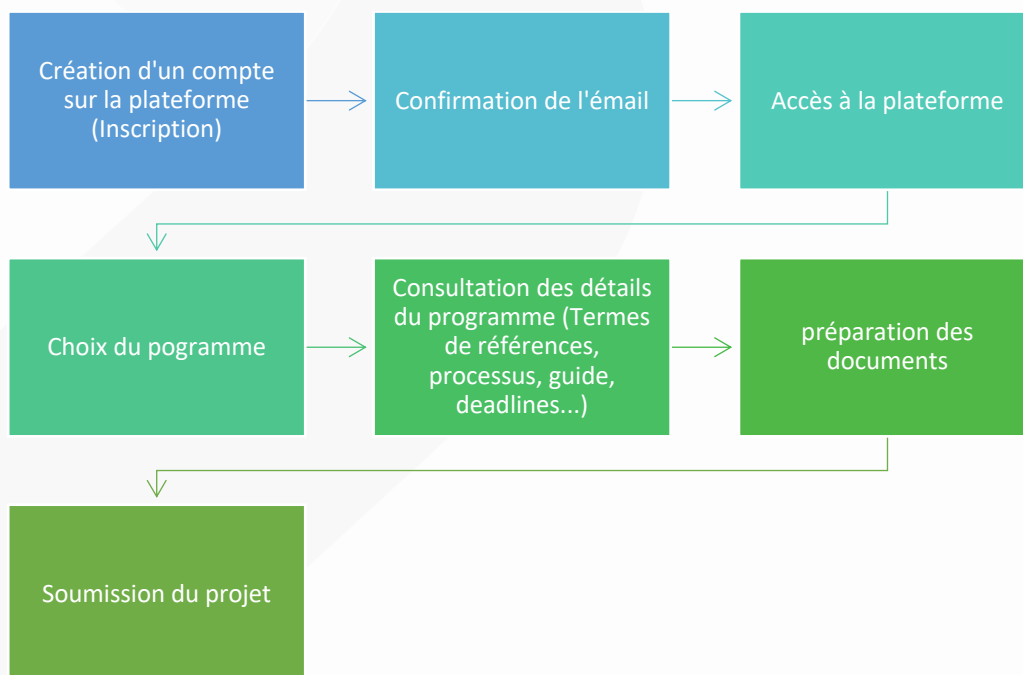 Création d'un compte
sur la plateforme
(Inscription)
Confirmation de l'émail
Accès à la plateforme
Choix du pogramme
Consultation des détails
du programme (Termes
de références,
processus, guide,
deadlines...)
préparation des
documents
Soumission du projet